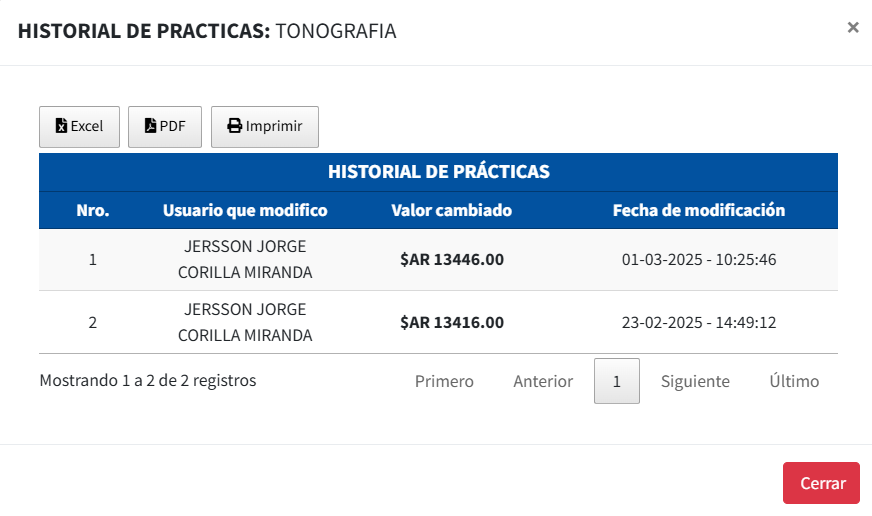 HISTORIAL DE PRACTICAS: TONOGRAFIA ×
Excel PDF Imprimir
HISTORIAL DE PRÁCTICAS
Nro. Usuario que modifico Valor cambiado Fecha de modificación
1 JERSSON JORGE CORILLA MIRANDA $AR 13446.00 01-03-2025 - 10:25:46
2 JERSSON JORGE CORILLA MIRANDA $AR 13416.00 23-02-2025 - 14:49:12
Mostrando 1 a 2 de 2 registros Primero Anterior 1 Siguiente Último
Cerrar